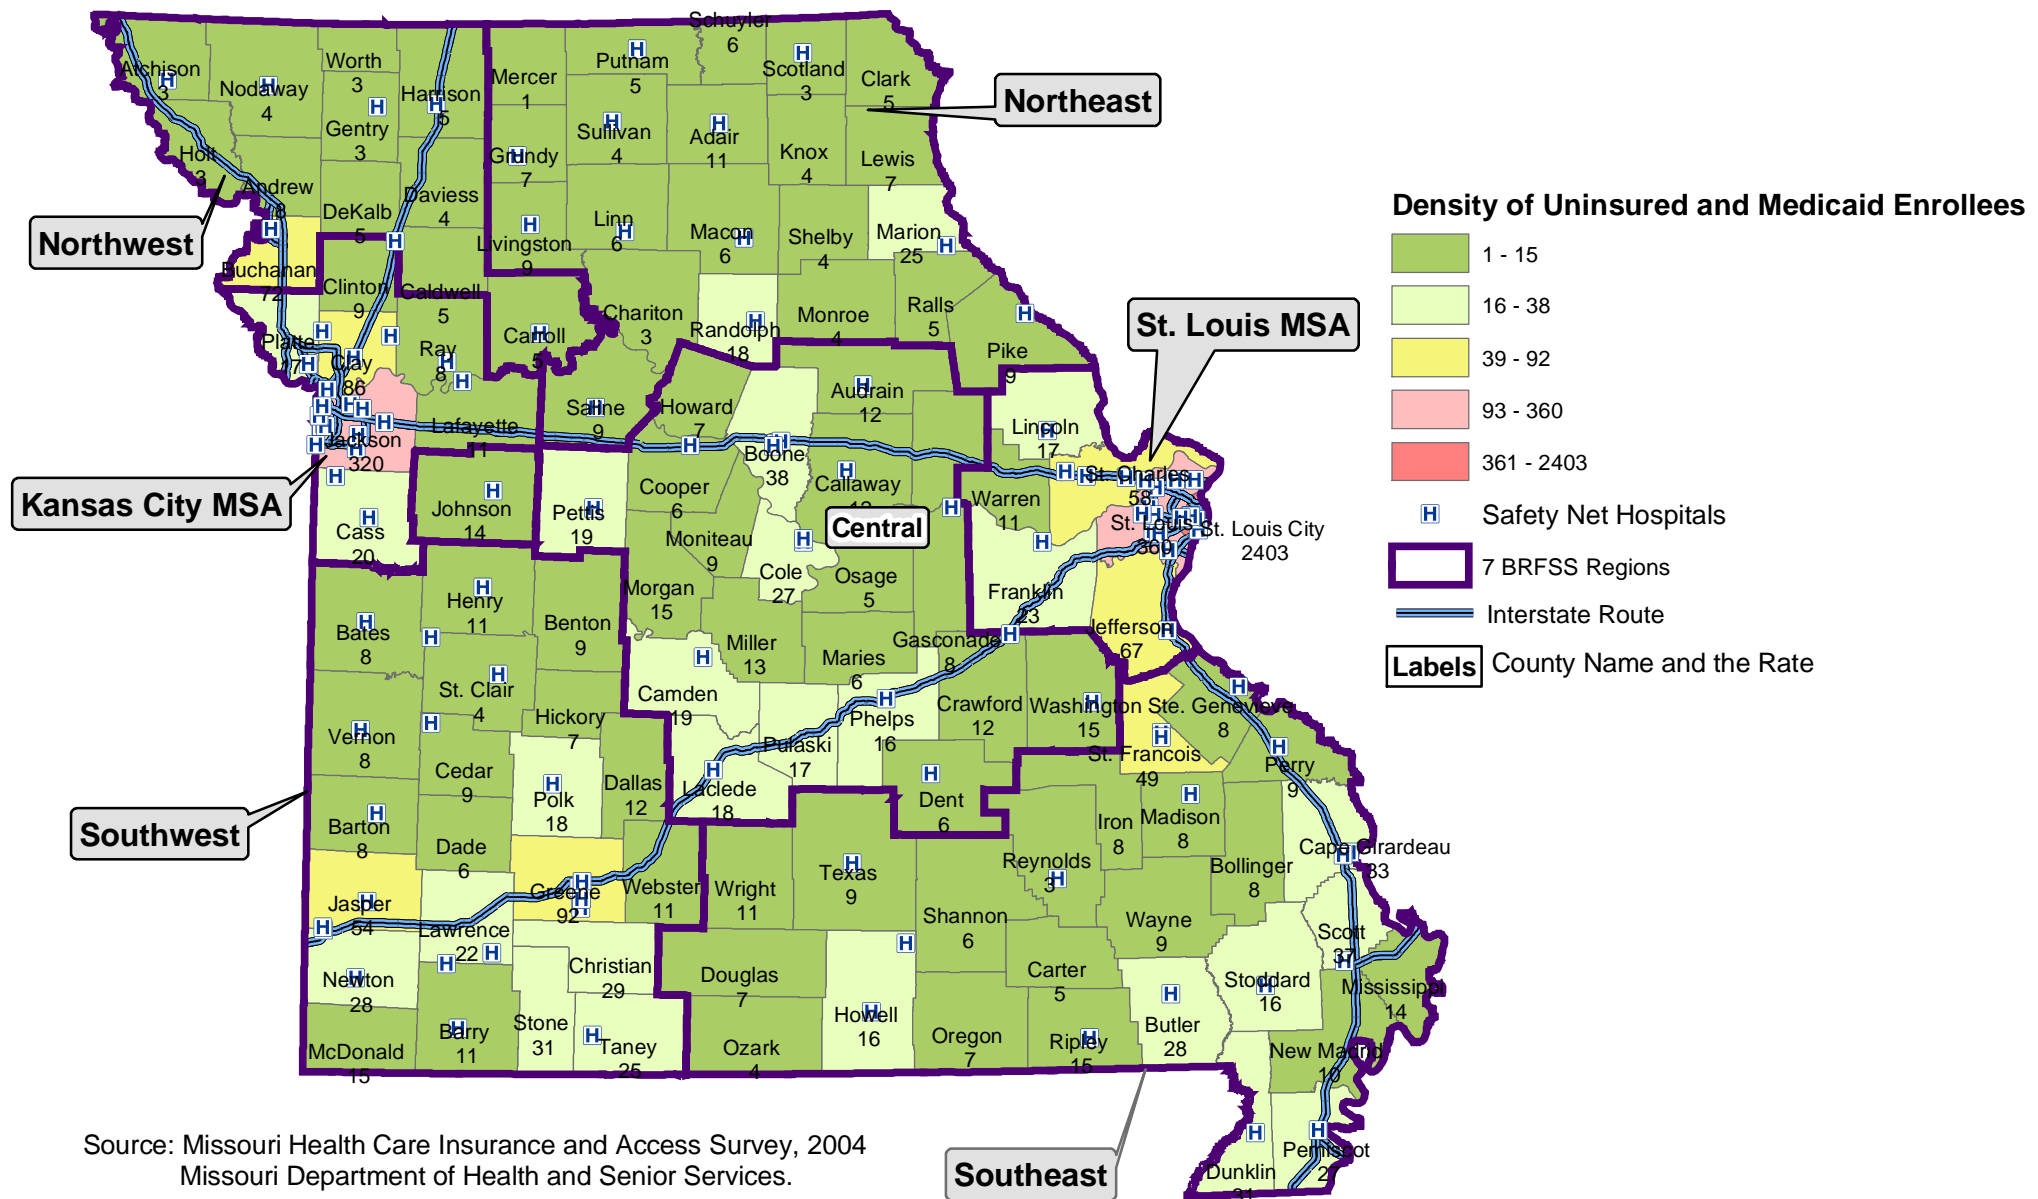 Schuyler
6
Atchison
3
Nodaway
4
Worth
3
Harrison
5
Mercer
1
Putnam
5
Scotland
3
Clark
5
Northeast
Gentry
3
Grundy
7
Sullivan
4
Adair
11
Knox
4
Lewis
7
Holt
3
Andrew
8
DeKalb
5
Daviess
4
Northwest
Livingston
9
Linn
6
Macon
6
Shelby
4
Marion
25
Buchanan
72
Clinton
9
Caldwell
5
Carroll
5
Chariton
3
Randolph
18
Monroe
4
Ralls
5
Pike
9
St. Louis MSA
Platte
17
Clay
86
Ray
8
Jackson
320
Lafayette
11
Saline
9
Howard
7
Audrain
12
Boone
38
Callaway
Lincoln
17
St. Charles
58
Warren
11
St. Louis
360
St. Louis City
2403
Kansas City MSA
Cass
20
Johnson
14
Pettis
19
Cooper
6
Moniteau
9
Central
Cole
27
Osage
5
Franklin
23
Jefferson
67
Gasconade
8
Bates
8
Henry
11
Benton
9
Morgan
15
Miller
13
Maries
6
Camden
19
St. Clair
4
Hickory
7
Vernon
8
Cedar
9
Polk
18
Dallas
12
Laclede
18
Pulaski
17
Phelps
16
Crawford
12
Washington
15
Ste. Genevieve
8
St. Francois
49
Perry
9
Dent
6
Southwest
Barton
8
Dade
6
Iron
8
Madison
8
Reynolds
3
Bollinger
8
Cape Girardeau
33
Jasper
54
Greene
92
Webster
11
Wright
11
Texas
9
Shannon
6
Wayne
9
Scott
37
Lawrence
22
Christian
29
Newton
28
Douglas
7
Howell
16
Carter
5
Stoddard
16
Mississippi
14
McDonald
15
Barry
11
Stone
31
Taney
25
Ozark
4
Oregon
7
Ripley
15
Butler
28
New Madrid
10
Pemiscot
27
Dunklin
31
Southeast
Density of Uninsured and Medicaid Enrollees
1 - 15
16 - 38
39 - 92
93 - 360
361 - 2403
H Safety Net Hospitals
7 BRFSS Regions
Interstate Route
Labels County Name and the Rate
Source: Missouri Health Care Insurance and Access Survey, 2004
Missouri Department of Health and Senior Services.